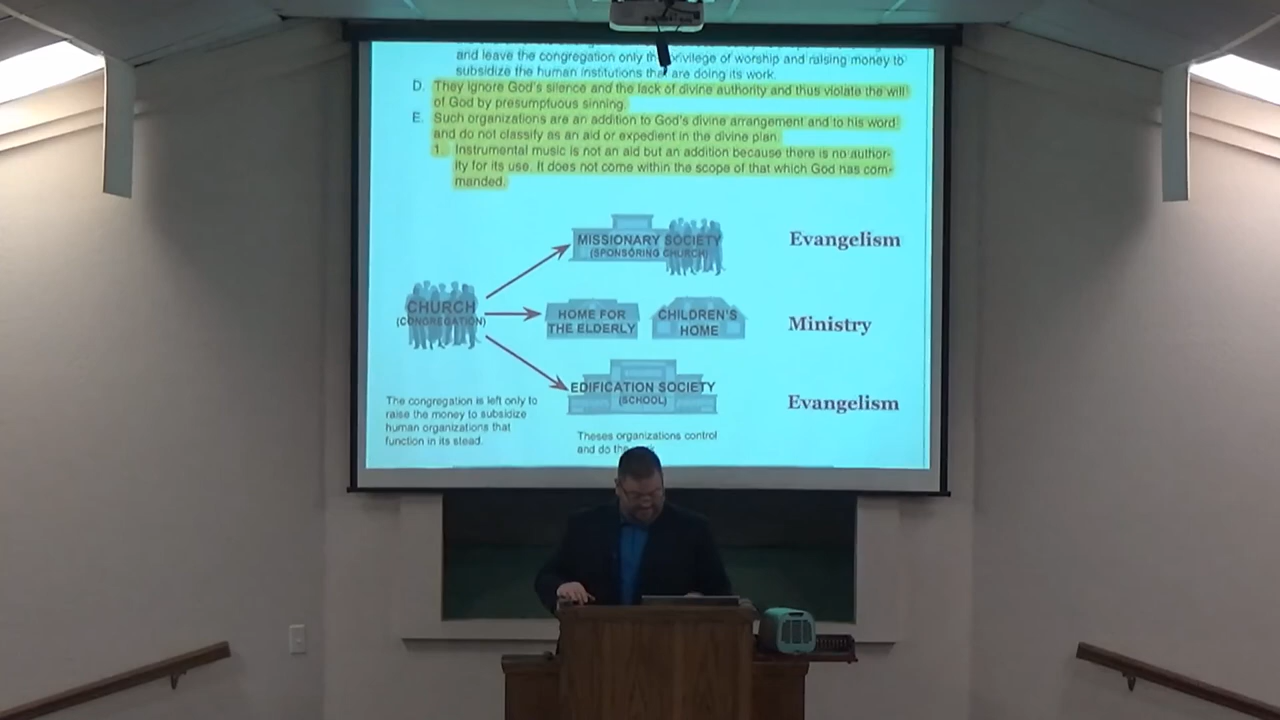 and leave the congregation only privilege of worship and raising money to
subsidize the human institutions that are doing its work.
D. They ignore God's silence and the lack of divine authority and thus violate the will
of God by presumptuous sinning.
E. Such organizations are an addition to God's divine arrangement and to his word
and do not classify as an aid or expedient in the divine plan.
1. Instrumental music is not an aid but an addition because there is no author-
ity for its use. It does not come within the scope of that which God has com-
manded.
MISSIONARY SOCIETY
(SPONSORING CHURCH)
Evangelism
CHURCH
(CONGREGATION)
HOME FOR
THE ELDERLY
CHILDREN'S
HOME
Ministry
EDIFICATION SOCIETY
(SCHOOL)
Evangelism
The congregation is left only to
raise the money to subsidize
human organizations that
function in its stead.
Theses organizations control
and do the